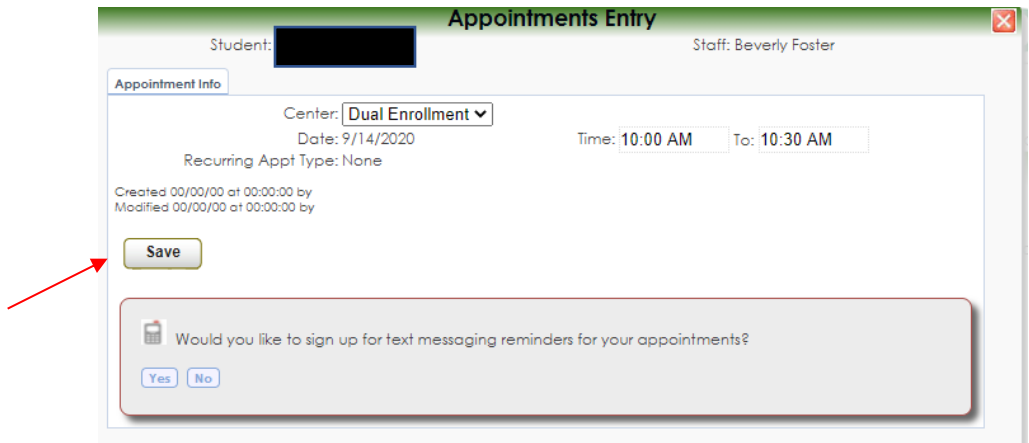 Appointments Entry
Student: Staff: Beverly Foster
Appointment Info
Center: Dual Enrollment
Date: 9/14/2020 Time: 10:00 AM To: 10:30 AM
Recurring Appt Type: None
Created 00/00/00 at 00:00:00 by
Modified 00/00/00 at 00:00:00 by
Save
Would you like to sign up for text messaging reminders for your appointments?
Yes No